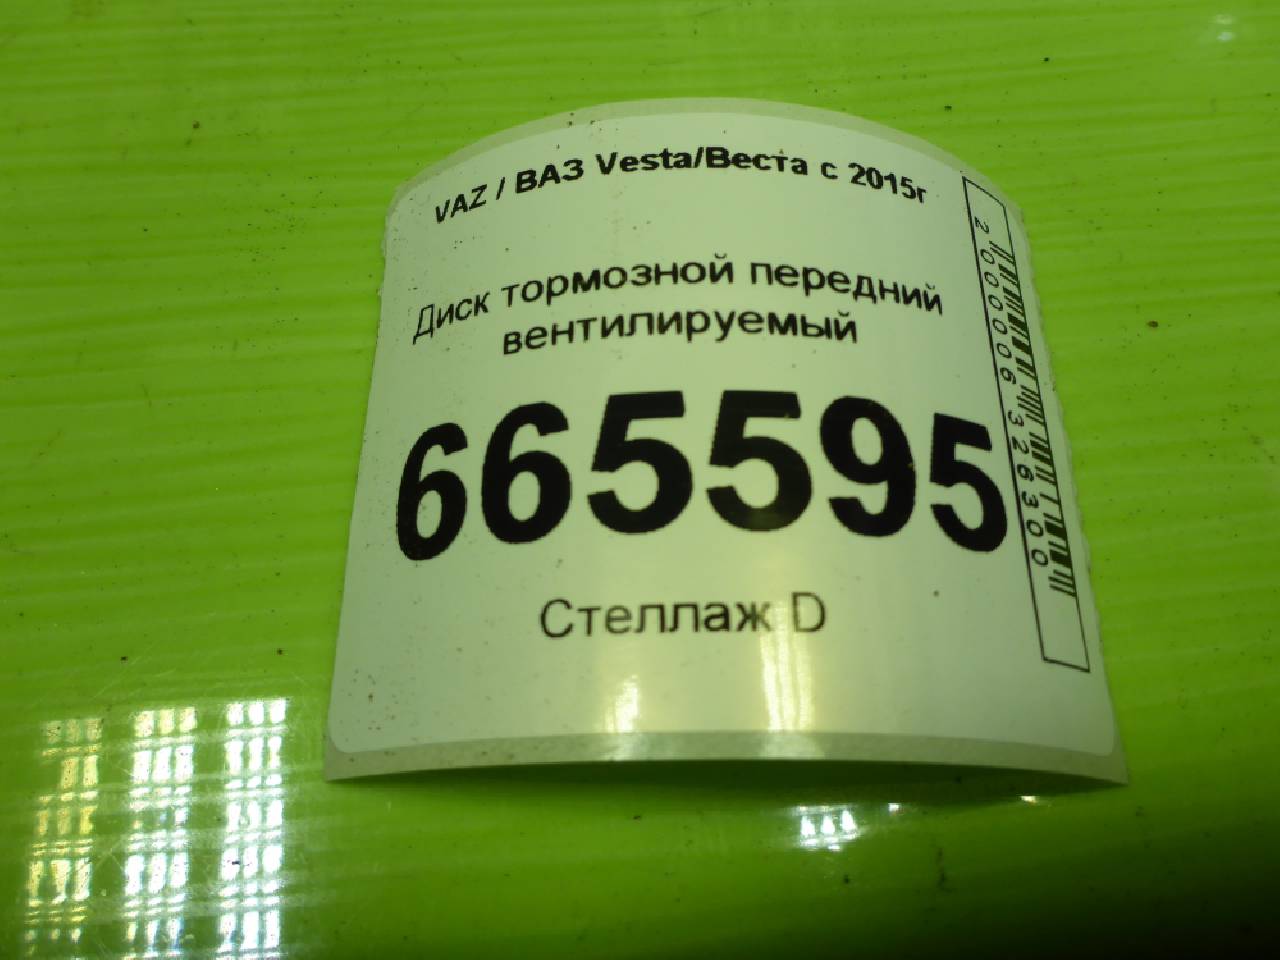 VAZ / ВАЗ Vesta/Веста с 2015г
Диск тормозной передний
вентилируемый
665595
Стеллаж D
2000006326300